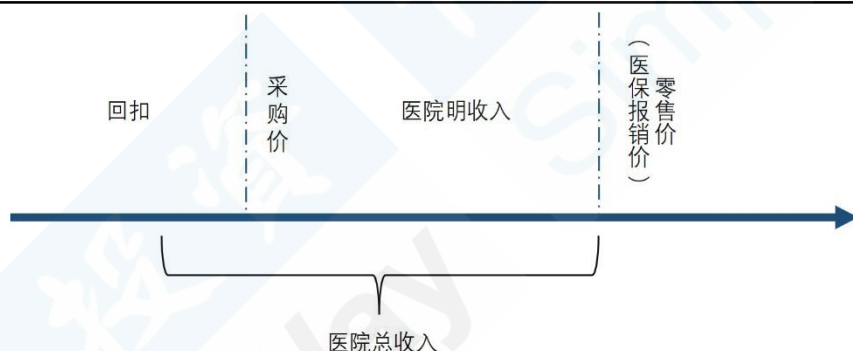 回扣
采购价
医院明收入
零售价
（医保报销价）
医院总收入